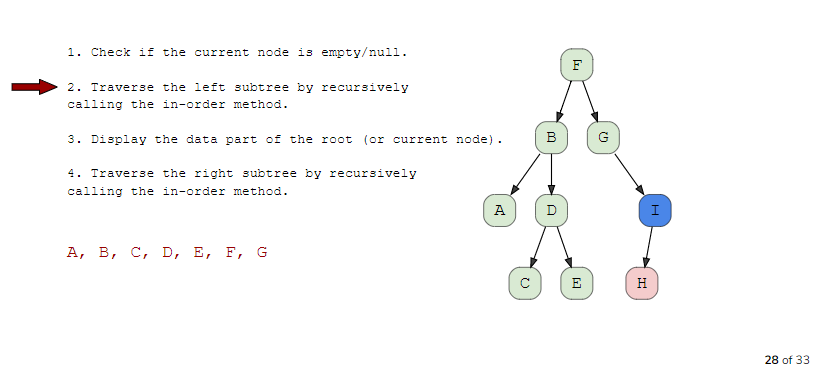 1. Check if the current node is empty/null.
2. Traverse the left subtree by recursively
calling the in-order method.
3. Display the data part of the root (or current node).
4. Traverse the right subtree by recursively
calling the in-order method.
A, B, C, D, E, F, G
F
B
G
A
D
I
C
E
H
28 of 33